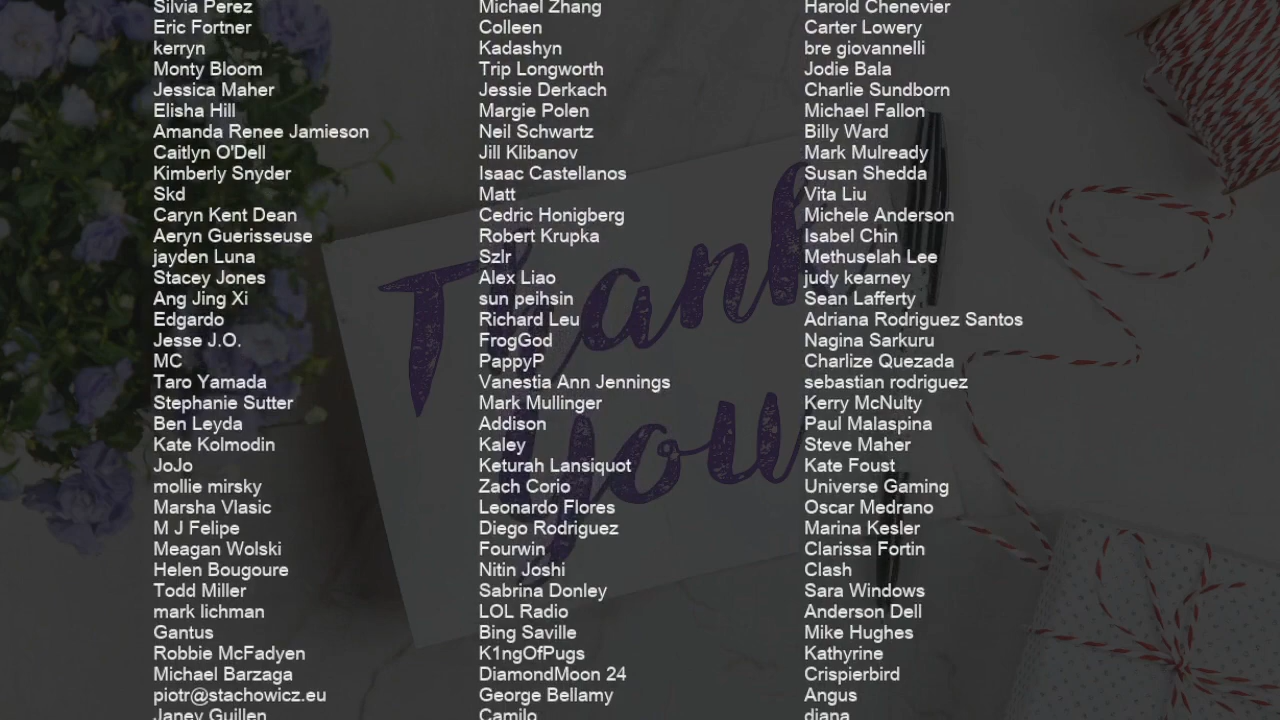 Silvia Perez
Eric Fortner
kerryn
Monty Bloom
Jessica Maher
Elisha Hill
Amanda Renee Jamieson
Caitlyn O'Dell
Kimberly Snyder
Skd
Caryn Kent Dean
Aeryn Guerisseuse
jayden Luna
Stacey Jones
Ang Jing Xi
Edgardo
Jesse J.O.
MC
Taro Yamada
Stephanie Sutter
Ben Leyda
Kate Kolmodin
JoJo
mollie mirsky
Marsha Vlasic
M J Felipe
Meagan Wolski
Helen Bougoure
Todd Miller
mark lichman
Gantus
Robbie McFadyen
Michael Barzaga
piotr@stachowicz.eu
Janey Guillen
Michael Zhang
Colleen
Kadashyn
Trip Longworth
Jessie Derkach
Margie Polen
Neil Schwartz
Jill Klibanov
Isaac Castellanos
Matt
Cedric Honigberg
Robert Krupka
Szlr
Alex Liao
sun peihsin
Richard Leu
FrogGod
PappyP
Vanestia Ann Jennings
Mark Mullinger
Addison
Kaley
Keturah Lansiquot
Zach Corio
Leonardo Flores
Diego Rodriguez
Fourwin
Nitin Joshi
Sabrina Donley
LOL Radio
Bing Saville
K1ngOfPugs
DiamondMoon 24
George Bellamy
Camilo
Harold Chenevier
Carter Lowery
bre giovannelli
Jodie Bala
Charlie Sundborn
Michael Fallon
Billy Ward
Mark Mulready
Susan Shedda
Vita Liu
Michele Anderson
Isabel Chin
Methuselah Lee
judy kearney
Sean Lafferty
Adriana Rodriguez Santos
Nagina Sarkuru
Charlize Quezada
sebastian rodriguez
Kerry McNulty
Paul Malaspina
Steve Maher
Kate Foust
Universe Gaming
Oscar Medrano
Marina Kesler
Clarissa Fortin
Clash
Sara Windows
Anderson Dell
Mike Hughes
Kathyrine
Crispierbird
Angus
diana
Thank
you